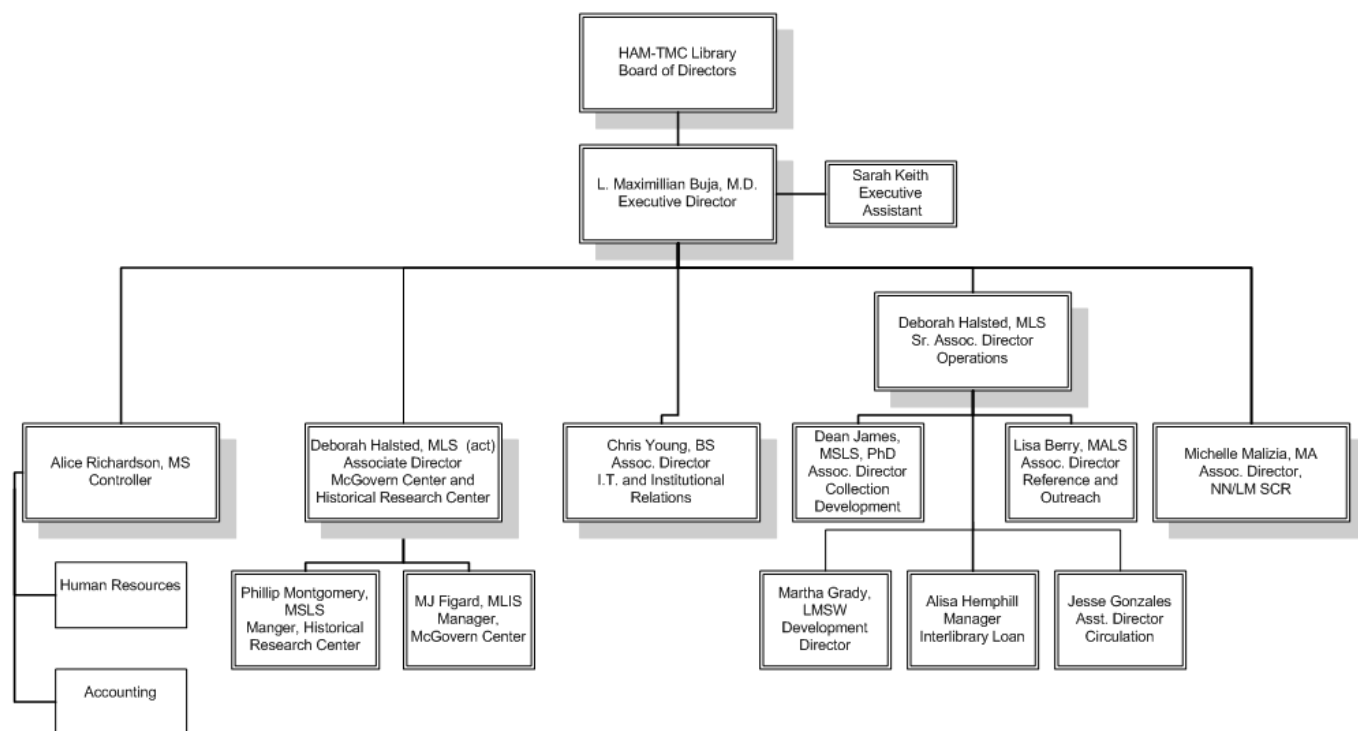 HAM-TMC Library
Board of Directors
L. Maximillian Buja, M.D.
Executive Director
Sarah Keith
Executive
Assistant
Deborah Halsted, MLS
Sr. Assoc. Director
Operations
Alice Richardson, MS
Controller
Deborah Halsted, MLS (act)
Associate Director
McGovern Center and
Historical Research Center
Chris Young, BS
Assoc. Director
I.T. and Institutional
Relations
Dean James,
MSLS, PhD
Assoc. Director
Collection
Development
Lisa Berry, MALS
Assoc. Director
Reference and
Outreach
Michelle Malizia, MA
Assoc. Director,
NN/LM SCR
Human Resources
Phillip Montgomery,
MSLS
Manger, Historical
Research Center
MJ Figard, MLIS
Manager,
McGovern Center
Martha Grady,
LMSW
Development
Director
Alisa Hemphill
Manager
Interlibrary Loan
Jesse Gonzales
Asst. Director
Circulation
Accounting